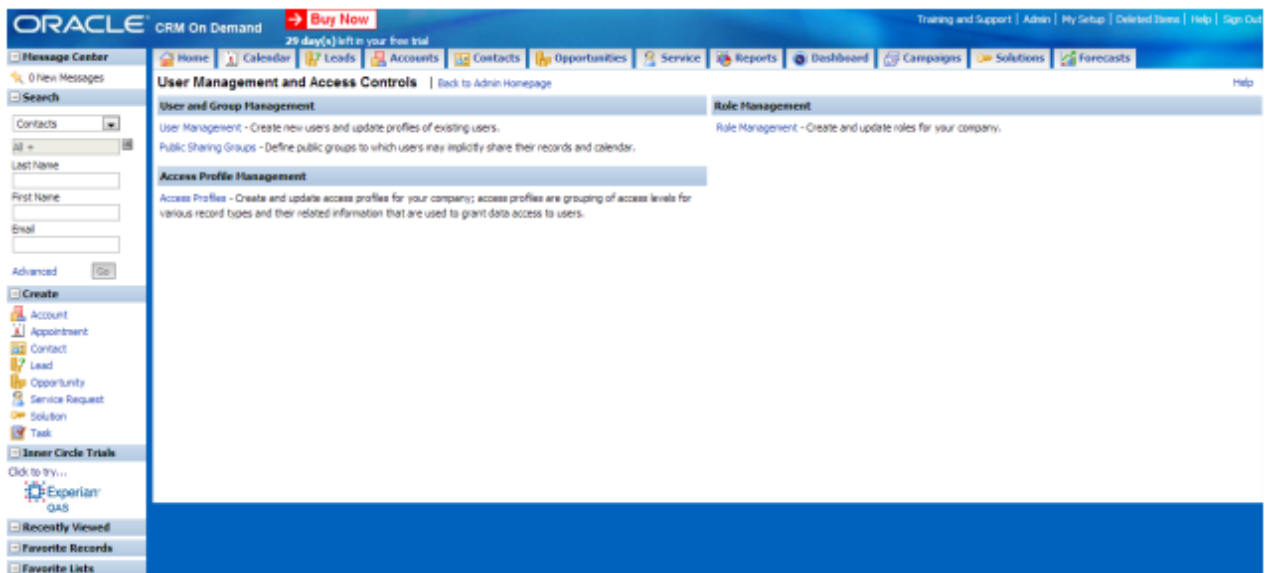 ORACLE CRM On Demand
Buy Now
29 day(s) left in your free trial
Training and Support | Admin | My Setup | Deleted Items | Help | Sign Out
Message Center
0 New Messages
Home
Calendar
Leads
Accounts
Contacts
Opportunities
Service
Reports
Dashboard
Campaigns
Solutions
Forecasts
User Management and Access Controls | Back to Admin Homepage
Help
Search
Contacts
All +
Last Name
First Name
Email
Advanced
Go
Create
Account
Appointment
Contact
Lead
Opportunity
Service Request
Solution
Task
Inner Circle Trials
Click to try...
Experian
QAS
Recently Viewed
Favorite Records
Favorite Lists
User and Group Management
User Management - Create new users and update profiles of existing users.
Public Sharing Groups - Define public groups to which users may implicitly share their records and calendar.
Access Profile Management
Access Profiles - Create and update access profiles for your company; access profiles are grouping of access levels for
various record types and their related information that are used to grant data access to users.
Role Management
Role Management - Create and update roles for your company.